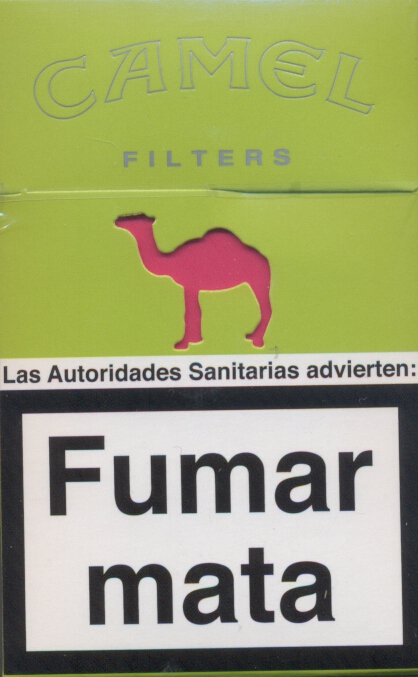 CAMEL
FILTERS
Las Autoridades Sanitarias advierten:
Fumar
mata